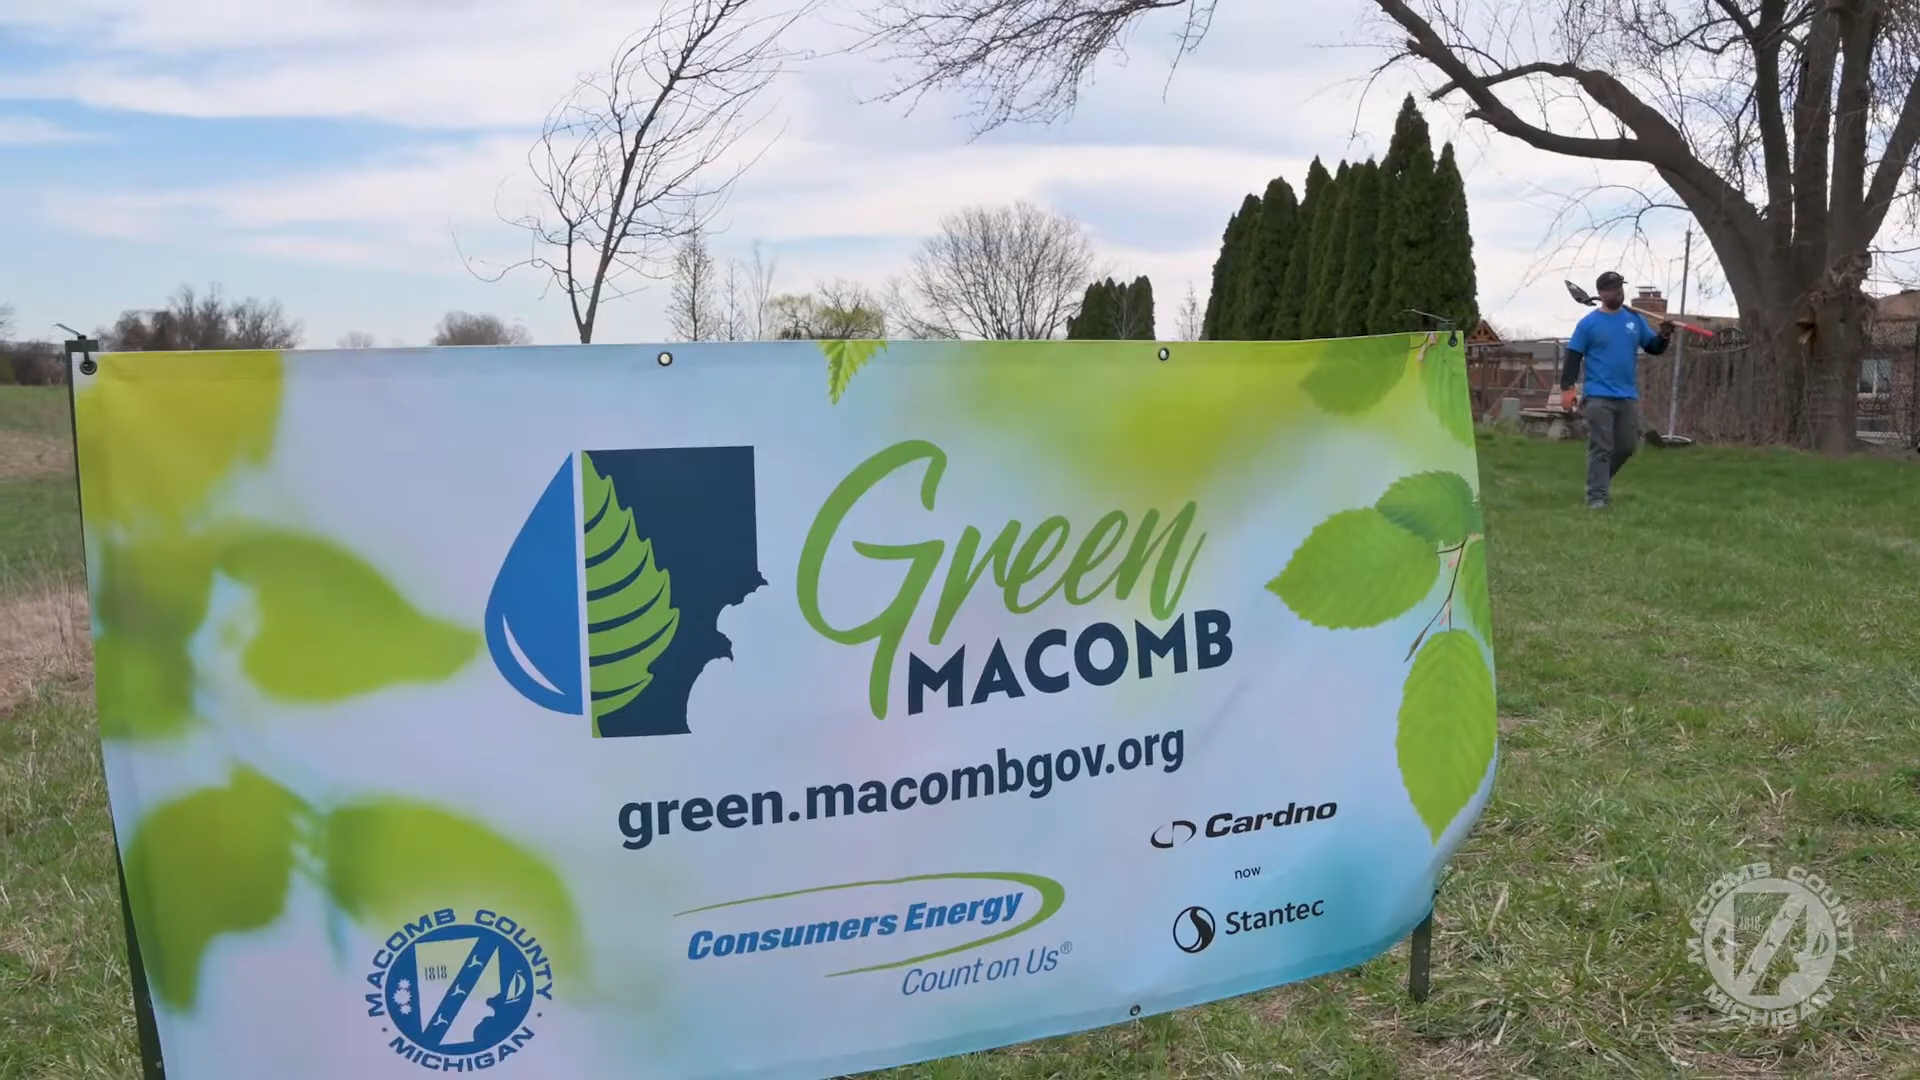 Green
MACOMB
green.macombgov.org
Cardno
now
Stantec
Consumers Energy
Count on Us®
MACOMB COUNTY
1818
MICHIGAN
MACOMB COUNTY
1818
MICHIGAN